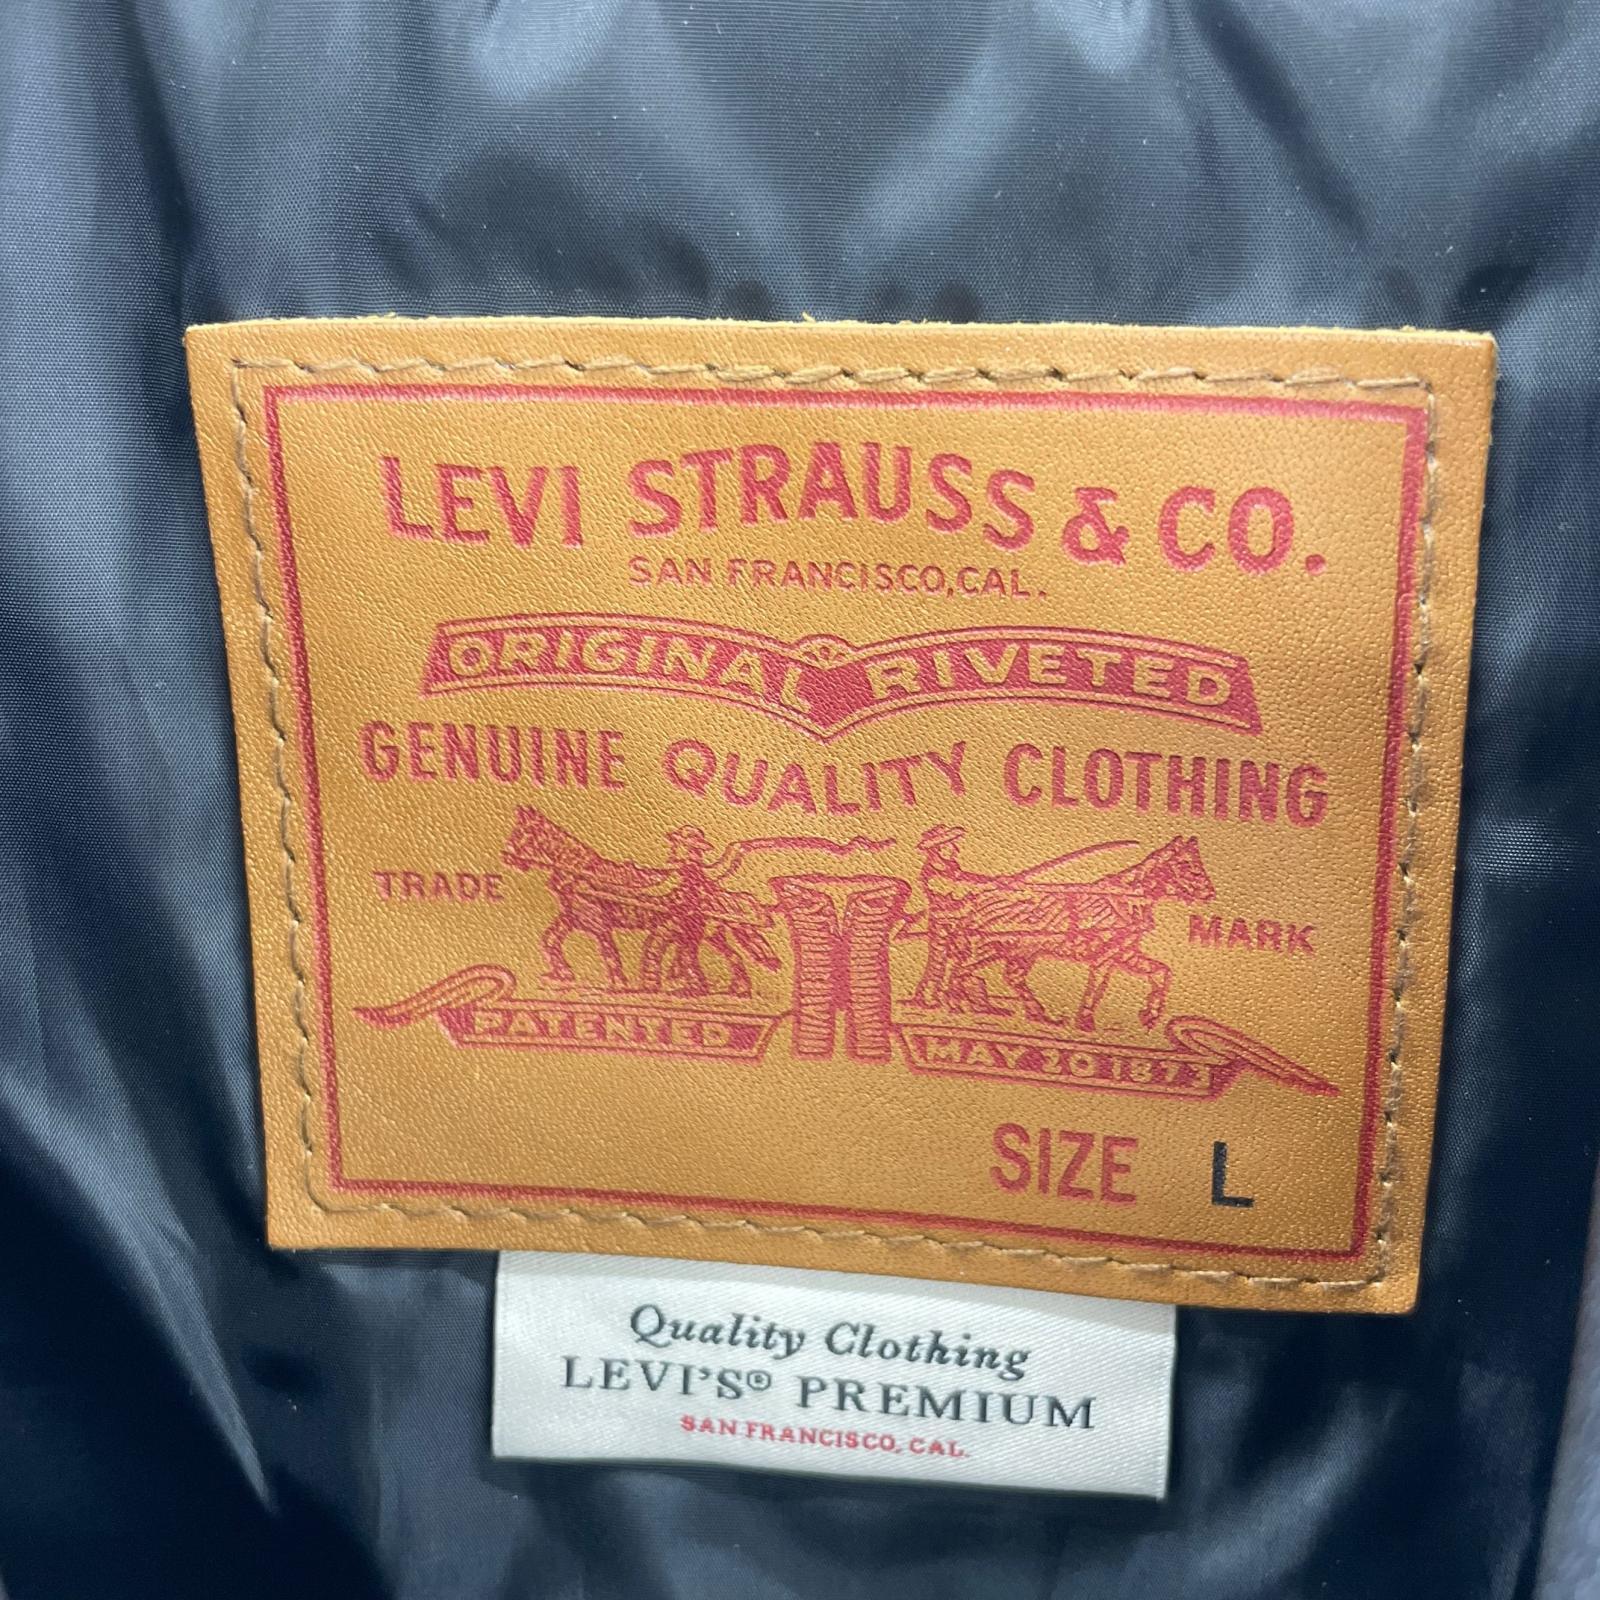 LEVI STRAUSS & CO.
SAN FRANCISCO, CAL.
ORIGINAL RIVETED
GENUINE QUALITY CLOTHING
TRADE MARK
PATENTED MAY 20 1873
SIZE L
Quality Clothing
LEVI'S® PREMIUM
SAN FRANCISCO, CAL.